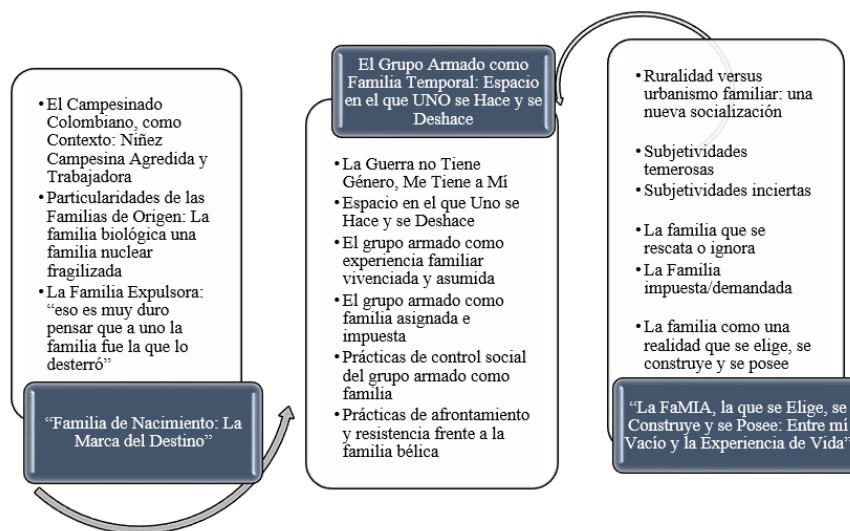 •El Campesinado
Colombiano, como
Contexto: Niñez
Campesina Agredida y
Trabajadora
•Particularidades de las
Familias de Origen: La
familia biológica una
familia nuclear
fragilizada
•La Familia Expulsora:
“eso es muy duro
pensar que a uno la
familia fue la que lo
desterró”
“Familia de Nacimiento: La
Marca del Destino”
El Grupo Armado como
Familia Temporal: Espacio
en el que UNO se Hace y se
Deshace
•La Guerra no Tiene
Género, Me Tiene a Mí
•Espacio en el que Uno se
Hace y se Deshace
•El grupo armado como
experiencia familiar
vivenciada y asumida
•El grupo armado como
familia asignada e
impuesta
•Prácticas de control social
del grupo armado como
familia
•Prácticas de afrontamiento
y resistencia frente a la
familia bélica
•Ruralidad versus
urbanismo familiar: una
nueva socialización
•Subjetividades
temerosas
•Subjetividades inciertas
•La familia que se
rescata o ignora
•La Familia
impuesta/demandada
•La familia como una
realidad que se elige, se
construye y se posee
“La FaMIA, la que se Elige, se
Construye y se Posee: Entre mí
Vacío y la Experiencia de Vida”